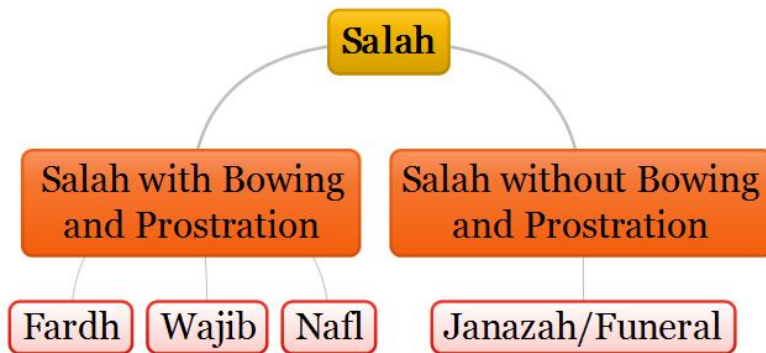 Salah
Salah with Bowing
and Prostration
Salah without Bowing
and Prostration
Fardh
Wajib
Nafl
Janazah/Funeral